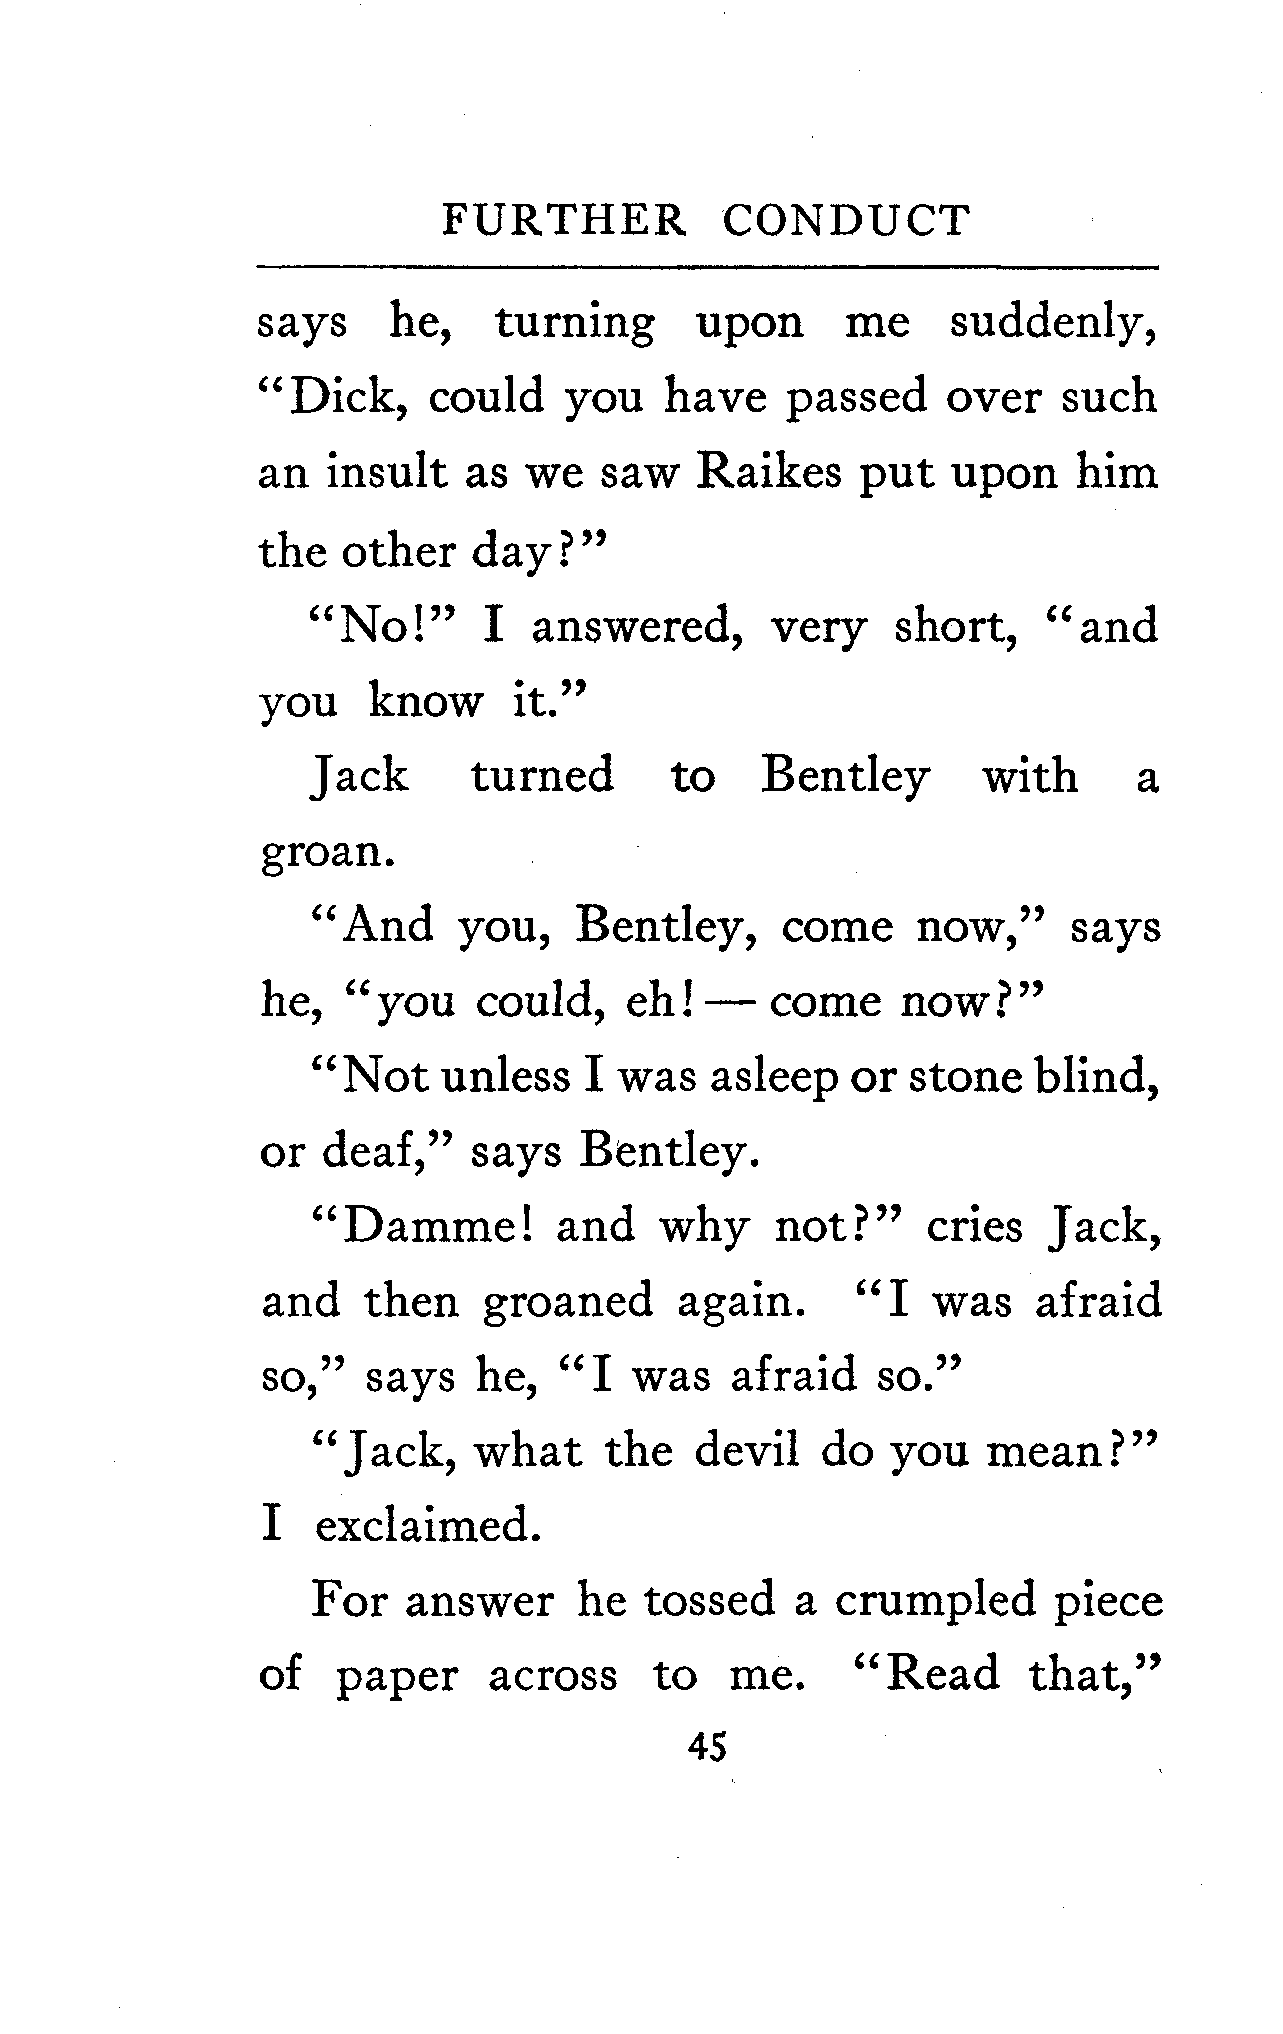 FURTHER CONDUCT
says he, turning upon me suddenly,
“Dick, could you have passed over such
an insult as we saw Raikes put upon him
the other day?”
“No!” I answered, very short, “and
you know it.”
Jack turned to Bentley with a
groan.
“And you, Bentley, come now,” says
he, “you could, eh!—come now?”
“Not unless I was asleep or stone blind,
or deaf,” says Bentley.
“Damme! and why not?” cries Jack,
and then groaned again. “I was afraid
so,” says he, “I was afraid so.”
“Jack, what the devil do you mean?”
I exclaimed.
For answer he tossed a crumpled piece
of paper across to me. “Read that,”
45